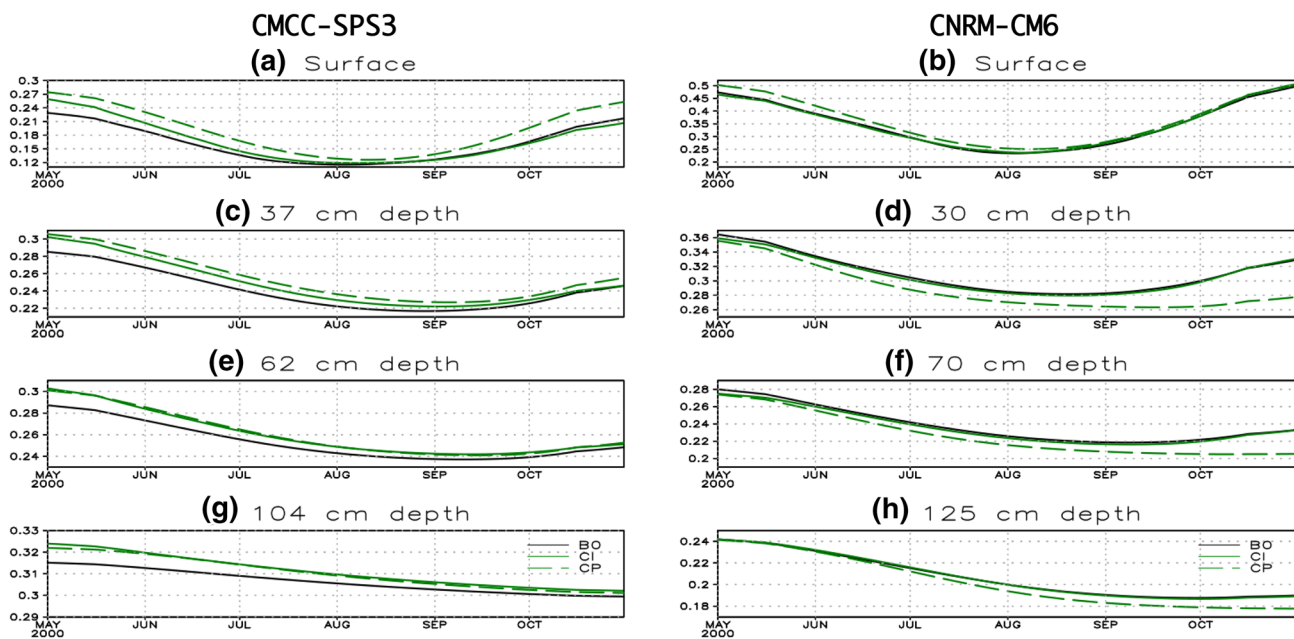 CMCC-SPS3
CNRM-CM6
(a) Surface
0.3
0.27
0.24
0.21
0.18
0.15
0.12
MAY
2000
JUN
JUL
AUG
SEP
OCT
(b) Surface
0.5
0.45
0.4
0.35
0.3
0.25
0.2
MAY
2000
JUN
JUL
AUG
SEP
OCT
(c) 37 cm depth
0.3
0.28
0.26
0.24
0.22
MAY
2000
JUN
JUL
AUG
SEP
OCT
(d) 30 cm depth
0.36
0.34
0.32
0.3
0.28
0.26
MAY
2000
JUN
JUL
AUG
SEP
OCT
(e) 62 cm depth
0.3
0.28
0.26
0.24
MAY
2000
JUN
JUL
AUG
SEP
OCT
(f) 70 cm depth
0.28
0.26
0.24
0.22
0.2
MAY
2000
JUN
JUL
AUG
SEP
OCT
(g) 104 cm depth
0.33
0.32
0.31
0.3
0.29
BO
CI
CP
MAY
2000
JUN
JUL
AUG
SEP
OCT
(h) 125 cm depth
0.24
0.22
0.2
0.18
BO
CI
CP
MAY
2000
JUN
JUL
AUG
SEP
OCT